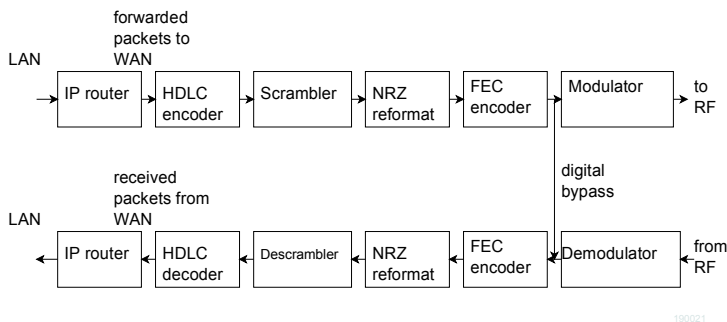 forwarded
packets to
WAN
LAN
IP router
HDLC
encoder
Scrambler
NRZ
reformat
FEC
encoder
Modulator
to
RF
digital
bypass
received
packets from
WAN
LAN
IP router
HDLC
decoder
Descrambler
NRZ
reformat
FEC
encoder
Demodulator
from
RF
190021